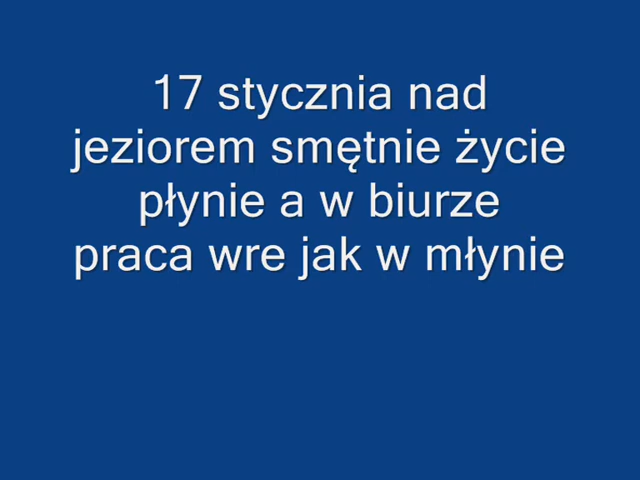 17 stycznia nad
jeziorem smętnie życie
płynie a w biurze
praca wre jak w młynie